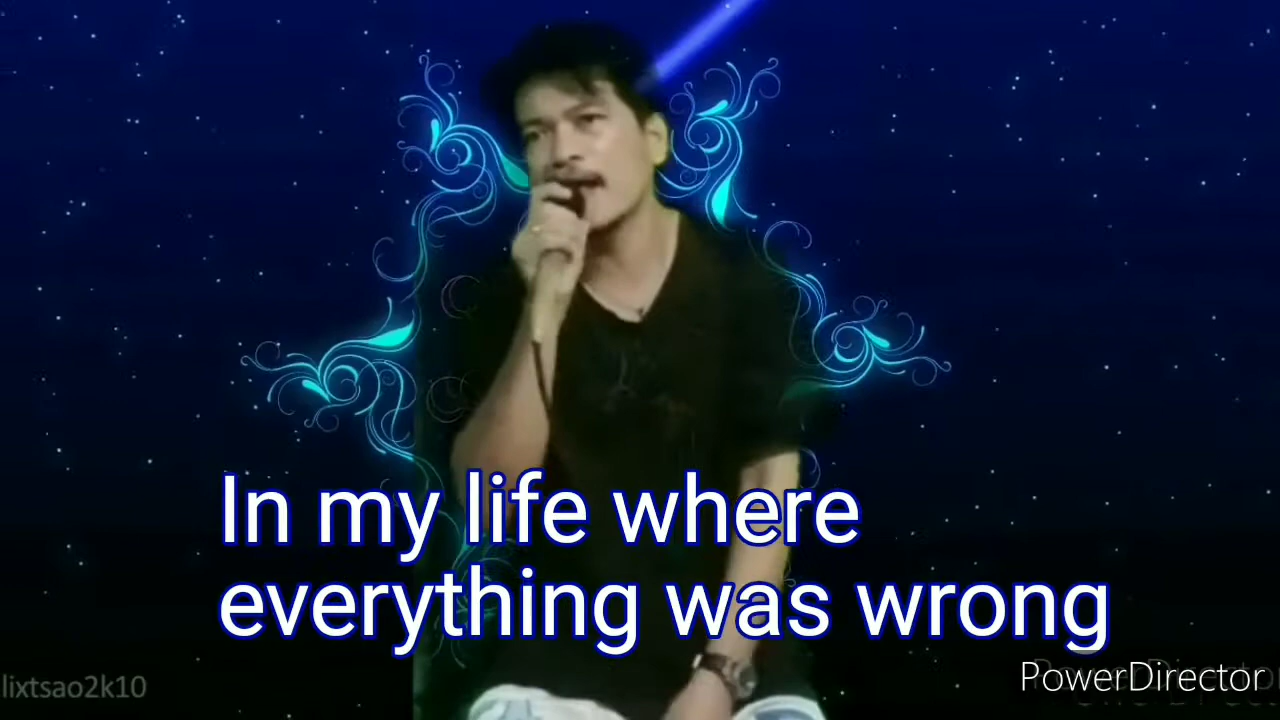 In my life where
everything was wrong
lixtsao2k10
PowerDirector